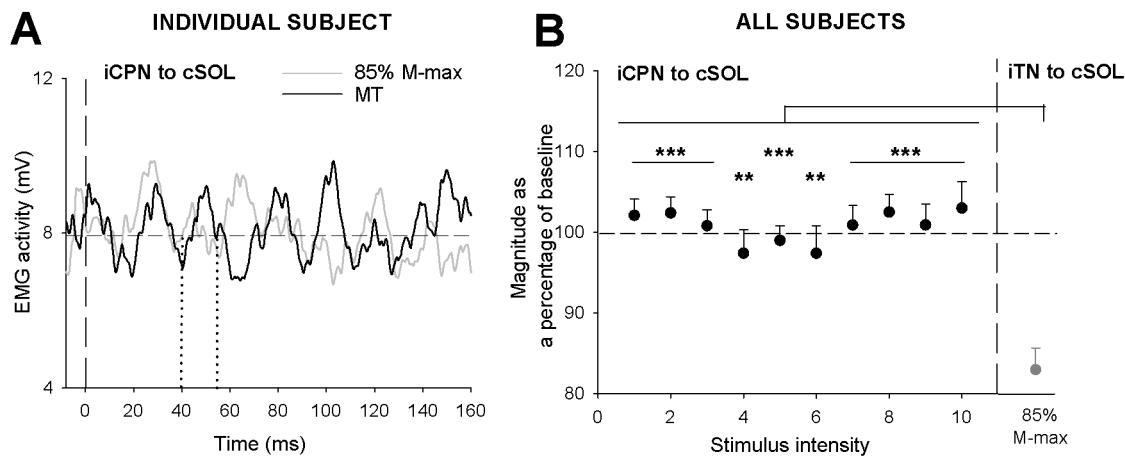 A
INDIVIDUAL SUBJECT
iCPN to cSOL
85% M-max
MT
EMG activity (mV)
12
8
4
0 20 40 60 80 100 120 140 160
Time (ms)
B
ALL SUBJECTS
iCPN to cSOL
iTN to cSOL
Magnitude as
a percentage of baseline
120
110
100
90
80
*** *** ***
** **
0 2 4 6 8 10
85%
M-max
Stimulus intensity